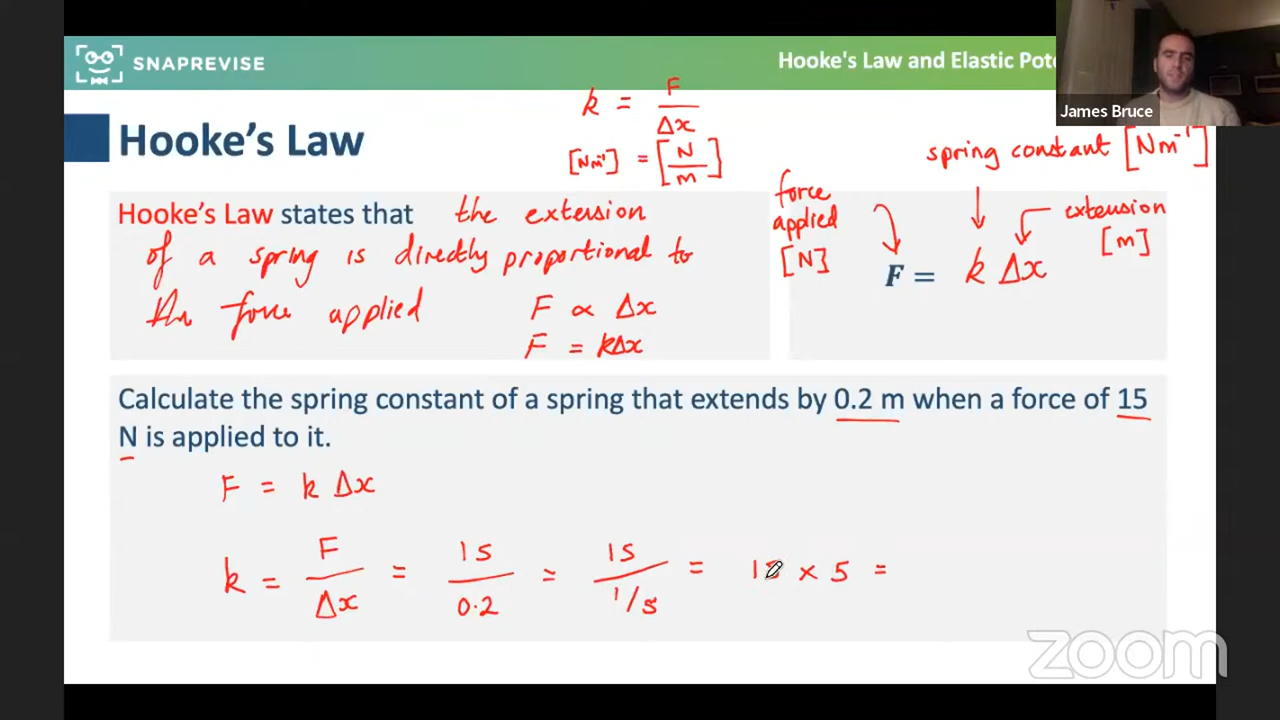 SNAPREVISE
Hooke's Law and Elastic Pote
James Bruce
Hooke's Law
k = F/Δx
[Nm⁻¹] = [N/m]
Hooke's Law states that the extension
of a spring is directly proportional to
the force applied
F ∝ Δx
F = kΔx
spring constant [Nm⁻¹]
force
applied
[N]
extension
[m]
F = k Δx
Calculate the spring constant of a spring that extends by 0.2 m when a force of 15
N is applied to it.
F = k Δx
k = F/Δx = 15/0.2 = 15/1/5 = 15 × 5 =
zoom